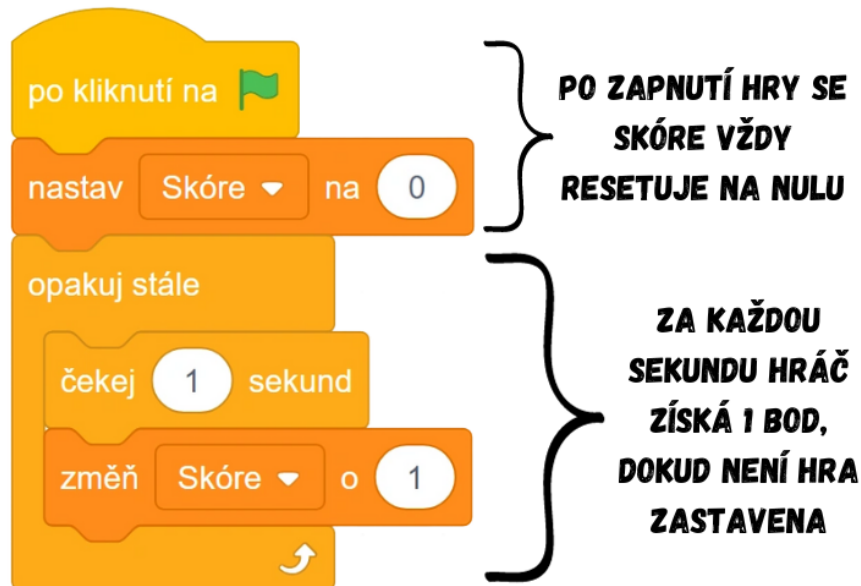 po kliknutí na
nastav Skóre na 0
opakuj stále
čekej 1 sekund
změň Skóre o 1
PO ZAPNUTÍ HRY SE
SKÓRE VŽDY
RESETUJE NA NULU
ZA KAŽDOU
SEKUNDU HRÁČ
ZÍSKÁ 1 BOD,
DOKUD NENÍ HRA
ZASTAVENA